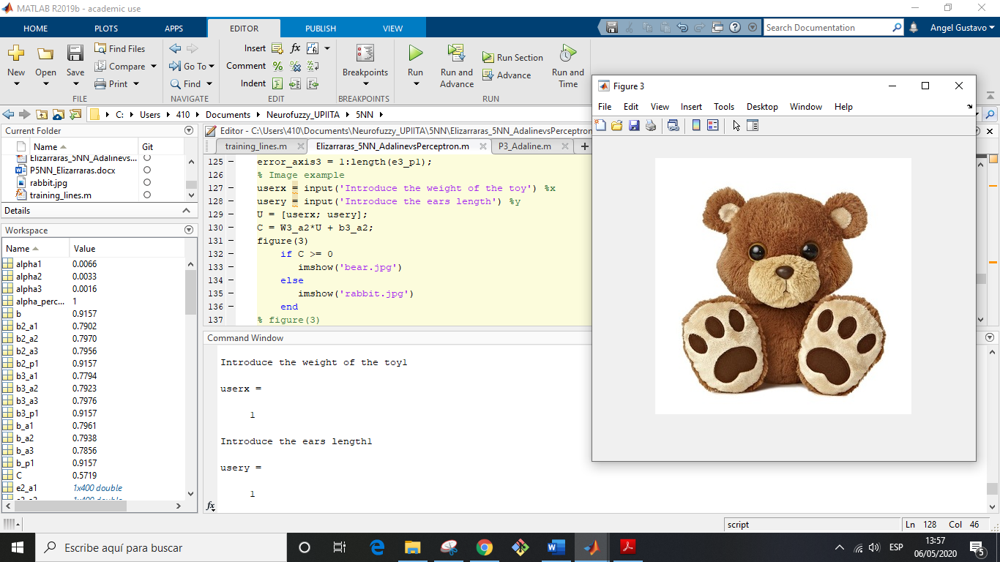 MATLAB R2019b - academic use
HOME PLOTS APPS EDITOR PUBLISH VIEW
Search Documentation
Angel Gustavo
New Open Save
Find Files
Compare
Print
Go To
Find
Insert fx
Comment
Indent
Breakpoints
Run
Run and Advance
Run Section
Advance
Run and Time
FILE NAVIGATE EDIT BREAKPOINTS RUN
C: Users 410 Documents Neurofuzzy_UPIITA 5NN
Current Folder
Name Git
Elizarraras_5NN_AdalinevS...
P5NN_Elizarraras.docx
rabbit.jpg
training_lines.m
Details
Workspace
Name Value
alpha1 0.0066
alpha2 0.0033
alpha3 0.0016
alpha_perc... 1
b 0.9157
b2_a1 0.7902
b2_a2 0.7970
b2_a3 0.7956
b2_p1 0.9157
b3_a1 0.7794
b3_a2 0.7923
b3_a3 0.7976
b3_p1 0.9157
b_a1 0.7961
b_a2 0.7938
b_a3 0.7856
b_p1 0.9157
C 0.5719
e2_a1 1x400 double
Editor - C:\Users\410\Documents\Neurofuzzy_UPIITA\5NN\Elizarraras_5NN_AdalinevsPerceptron
training_lines.m Elizarraras_5NN_AdalinevsPerceptron.m P3_Adaline.m
125 error_axis3 = 1:length(e3_p1);
126 % Image example
127 userx = input('Introduce the weight of the toy') %x
128 usery = input('Introduce the ears length') %y
129 U = [userx; usery];
130 C = W3_a2*U + b3_a2;
131 figure(3)
132 if C >= 0
133 imshow('bear.jpg')
134 else
135 imshow('rabbit.jpg')
136 end
137 % figure(3)
Command Window
Introduce the weight of the toy1
userx =
1
Introduce the ears length1
usery =
1
fx
Figure 3
File Edit View Insert Tools Desktop Window Help
script
Ln 128 Col 46
Escribe aquí para buscar
ESP
13:57
06/05/2020
5